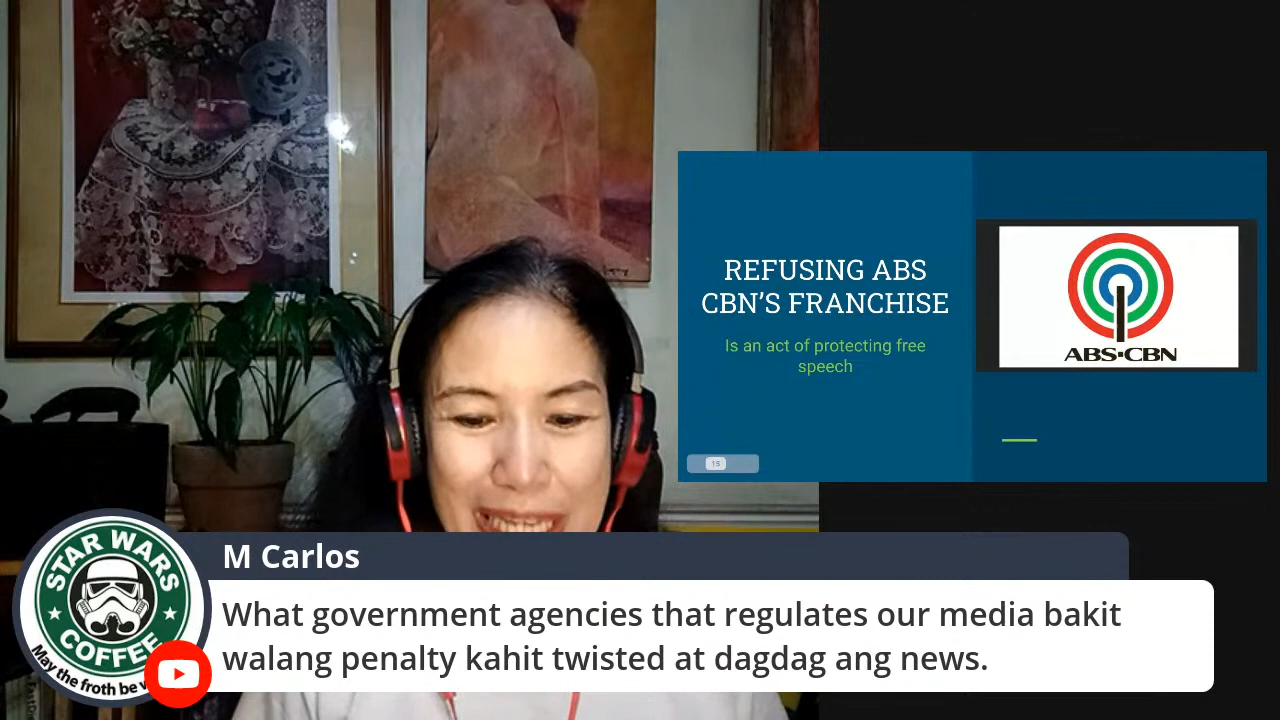 REFUSING ABS
CBN'S FRANCHISE
Is an act of protecting free
speech
ABS-CBN
15
STAR WARS
COFFEE
May the froth be
M Carlos
What government agencies that regulates our media bakit
walang penalty kahit twisted at dagdag ang news.